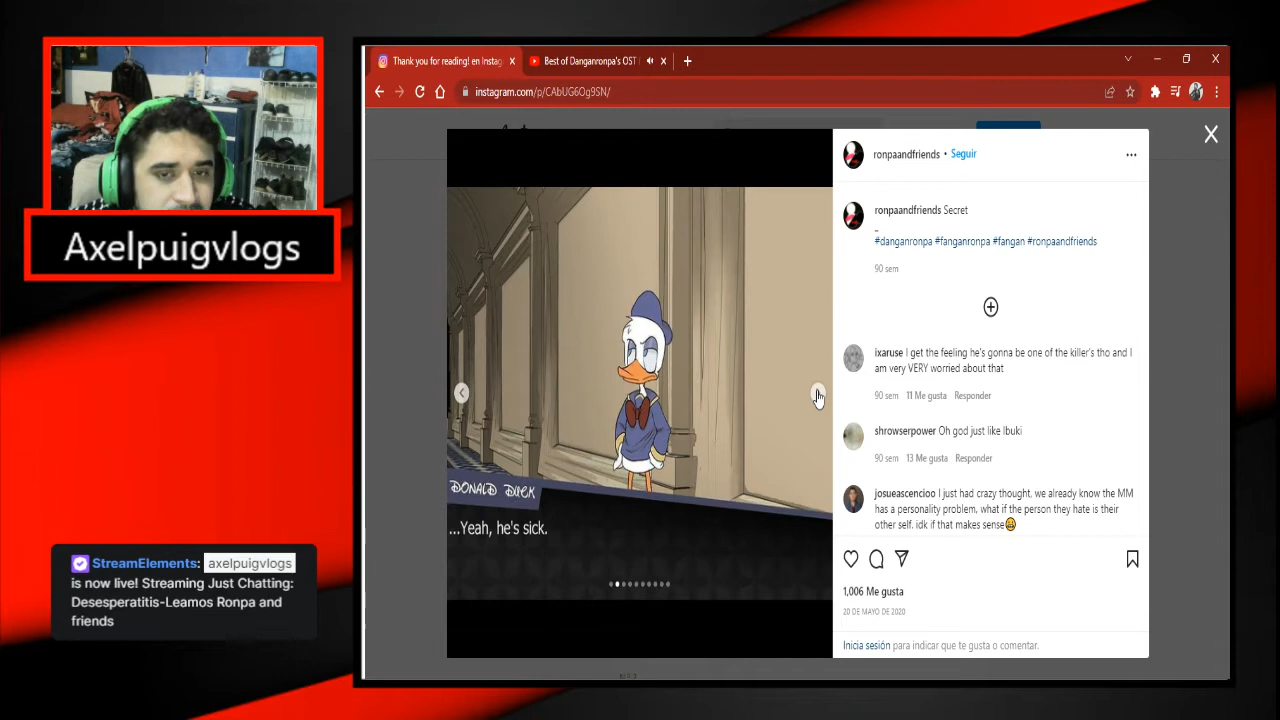 Axelpuigvlogs
StreamElements: axelpuigvlogs
is now live! Streaming Just Chatting:
Desesperatitis-Leamos Ronpa and
friends
Thank you for reading! en Instag
Best of Danganronpa's OST
instagram.com/p/CAbUG6Og9SN/
DONALD DUCK
...Yeah, he's sick.
ronpaandfriends • Seguir
ronpaandfriends Secret
_
#danganronpa #fanganronpa #fangan #ronpaandfriends
90 sem
ixaruse I get the feeling he's gonna be one of the killer's tho and I
am very VERY worried about that
90 sem 11 Me gusta Responder
shrowserpower Oh god just like Ibuki
90 sem 13 Me gusta Responder
josueascencioo I just had crazy thought, we already know the MM
has a personality problem, what if the person they hate is their
other self. idk if that makes sense😅
1,006 Me gusta
20 DE MAYO DE 2020
Inicia sesión para indicar que te gusta o comentar.